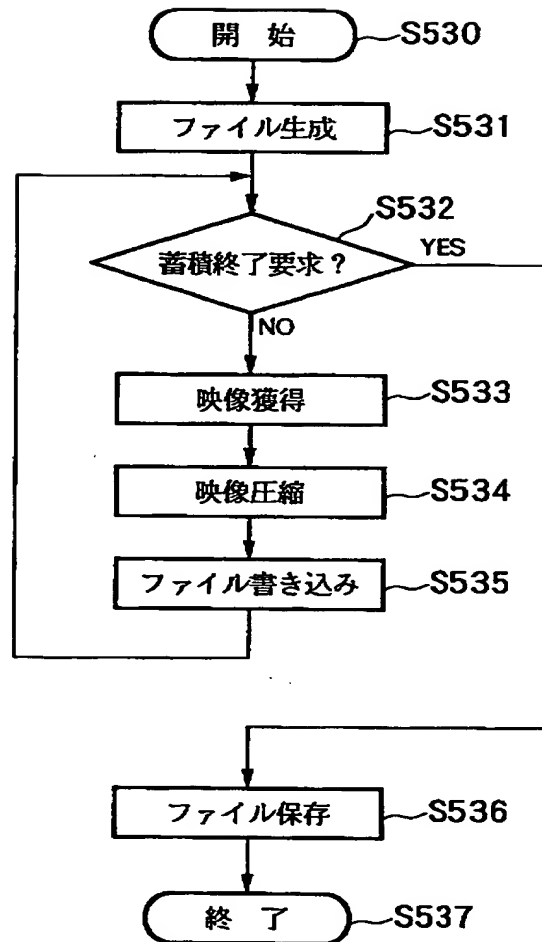 開 始 S530
ファイル生成 S531
S532
蓄積終了要求? YES
NO
映像獲得 S533
映像圧縮 S534
ファイル書き込み S535
ファイル保存 S536
終 了 S537